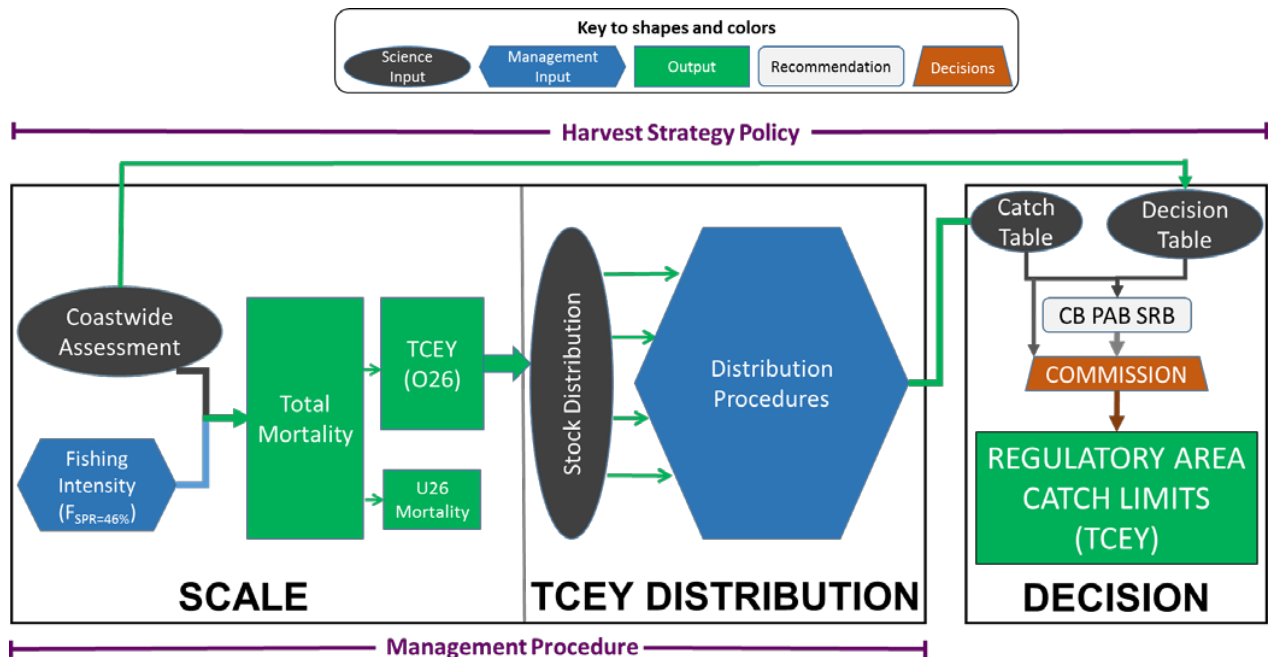 Key to shapes and colors
Science
Input
Management
Input
Output
Recommendation
Decisions
Harvest Strategy Policy
Coastwide
Assessment
Fishing
Intensity
(FSPR=46%)
Total
Mortality
TCEY
(O26)
U26
Mortality
SCALE
Stock Distribution
Distribution
Procedures
TCEY DISTRIBUTION
Catch
Table
Decision
Table
CB PAB SRB
COMMISSION
REGULATORY AREA
CATCH LIMITS
(TCEY)
DECISION
Management Procedure